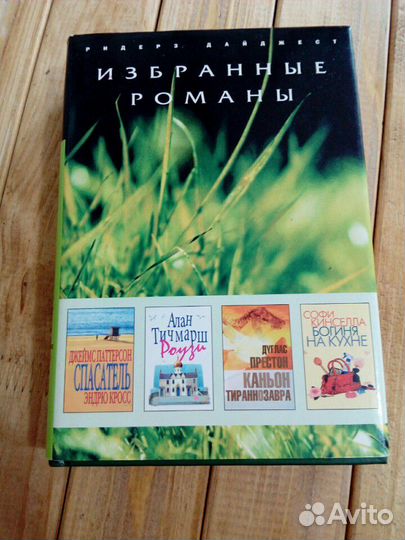 РИДЕРЗ ДАЙДЖЕСТ
ИЗБРАННЫЕ
РОМАНЫ
ДЖЕЙМС ПАТТЕРСОН
СПАСАТЕЛЬ
ЭНДРЮ КРОСС
Алан
Тичмарш
Роузи
ДУГЛАС
ПРЕСТОН
КАНЬОН
ТИРАННОЗАВРА
СОФИ
КИНСЕЛЛА
БОГИНЯ
НА КУХНЕ
Avito